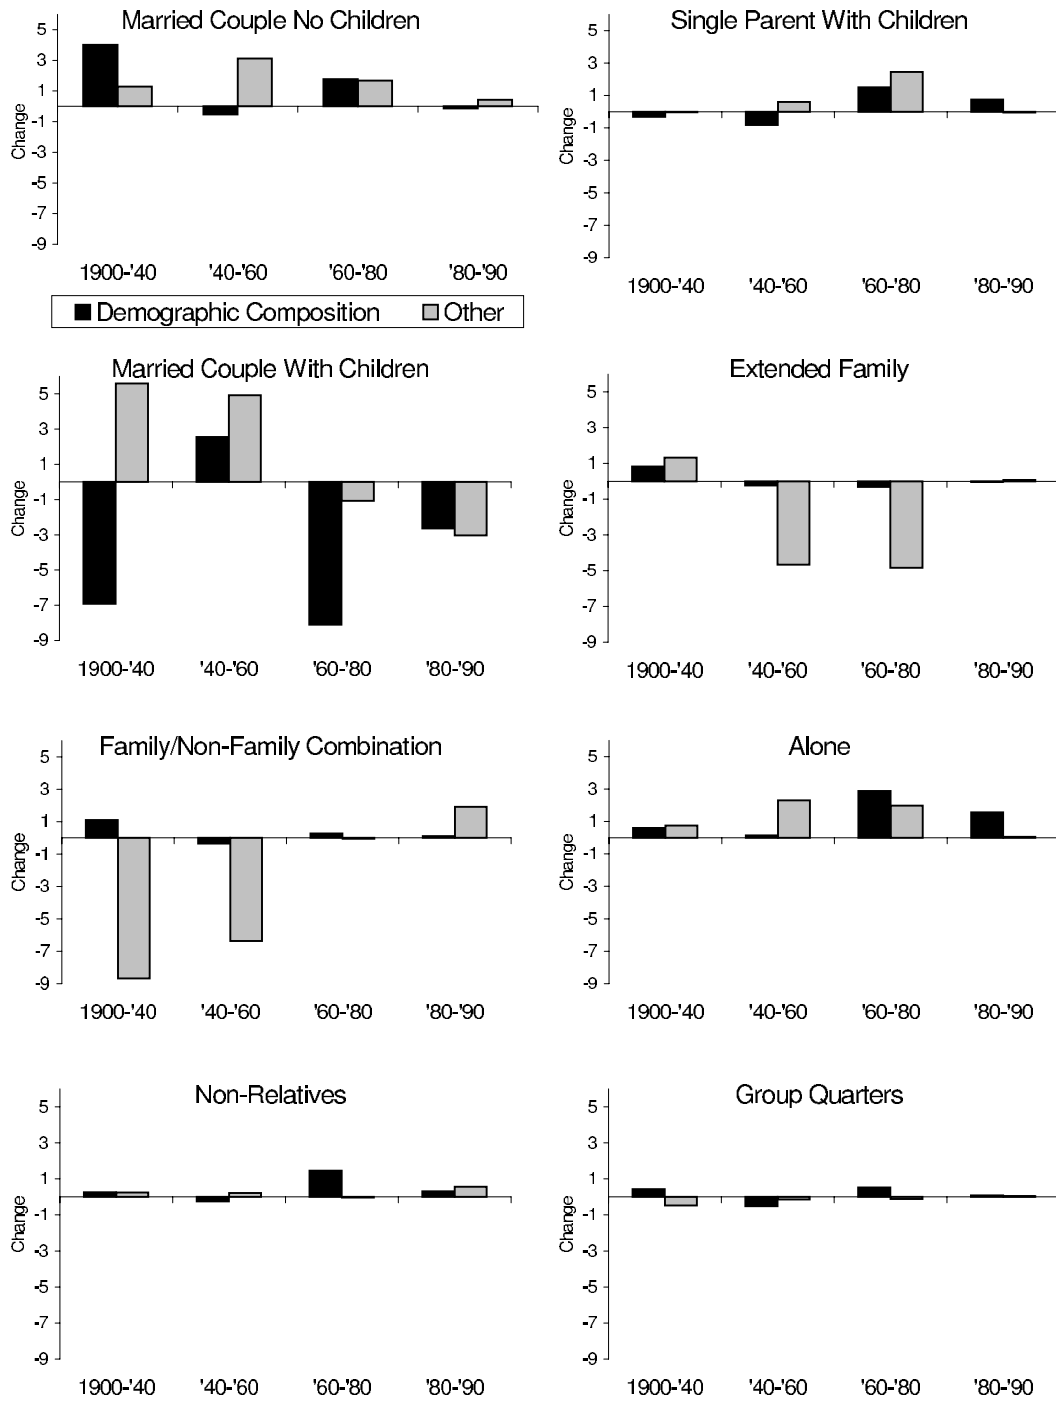 Married Couple No Children
5
3
1
-1
-3
-5
-7
-9
Change
1900-'40 '40-'60 '60-'80 '80-'90
Single Parent With Children
5
3
1
-1
-3
-5
-7
-9
Change
1900-'40 '40-'60 '60-'80 '80-'90
Demographic Composition Other
Married Couple With Children
5
3
1
-1
-3
-5
-7
-9
Change
1900-'40 '40-'60 '60-'80 '80-'90
Extended Family
5
3
1
-1
-3
-5
-7
-9
Change
1900-'40 '40-'60 '60-'80 '80-'90
Family/Non-Family Combination
5
3
1
-1
-3
-5
-7
-9
Change
1900-'40 '40-'60 '60-'80 '80-'90
Alone
5
3
1
-1
-3
-5
-7
-9
Change
1900-'40 '40-'60 '60-'80 '80-'90
Non-Relatives
5
3
1
-1
-3
-5
-7
-9
Change
1900-'40 '40-'60 '60-'80 '80-'90
Group Quarters
5
3
1
-1
-3
-5
-7
-9
Change
1900-'40 '40-'60 '60-'80 '80-'90